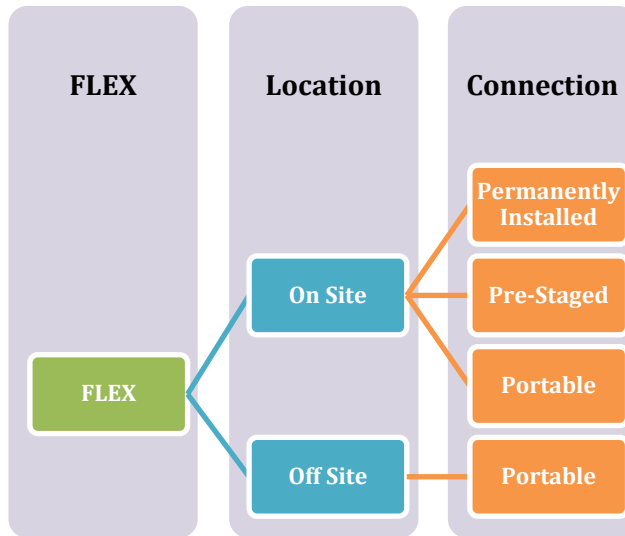 FLEX
Location
Connection
Permanently
Installed
On Site
Pre-Staged
FLEX
Portable
Off Site
Portable